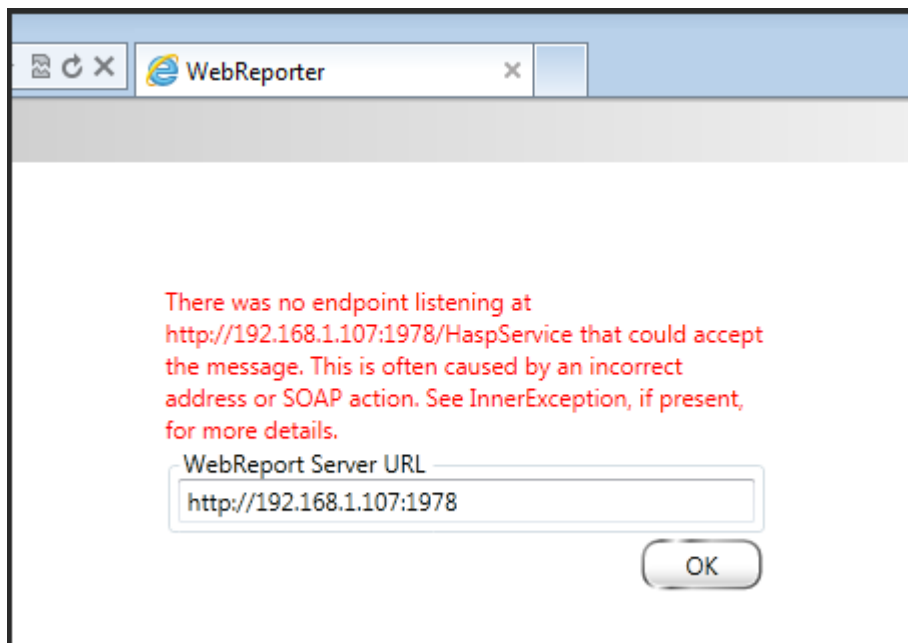 WebReporter
There was no endpoint listening at
http://192.168.1.107:1978/HaspService that could accept
the message. This is often caused by an incorrect
address or SOAP action. See InnerException, if present,
for more details.
WebReport Server URL
http://192.168.1.107:1978
OK